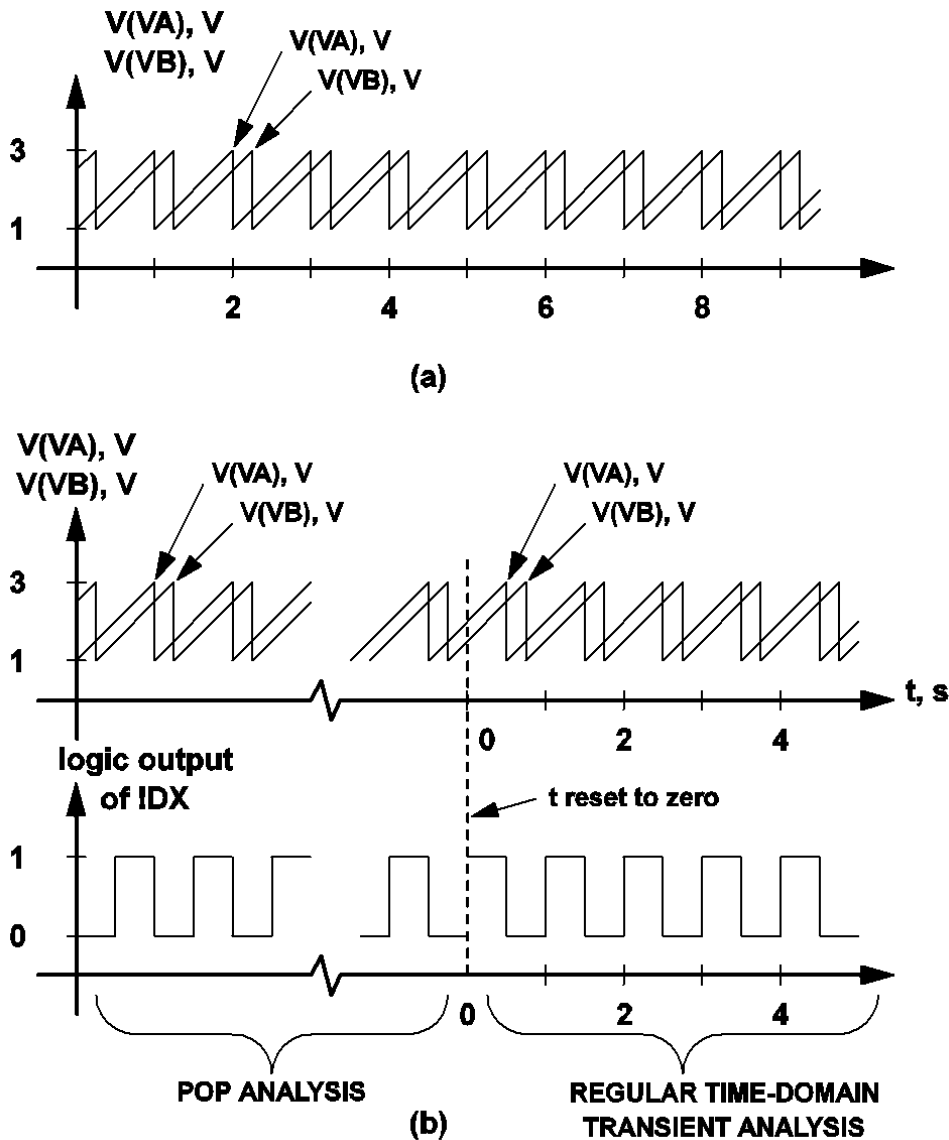 V(VA), V
V(VB), V
V(VA), V
V(VB), V
3
1
2
4
6
8
(a)
V(VA), V
V(VB), V
V(VA), V
V(VB), V
V(VA), V
V(VB), V
3
1
t, s
0
2
4
logic output
of !DX
t reset to zero
1
0
0
2
4
POP ANALYSIS
REGULAR TIME-DOMAIN
TRANSIENT ANALYSIS
(b)